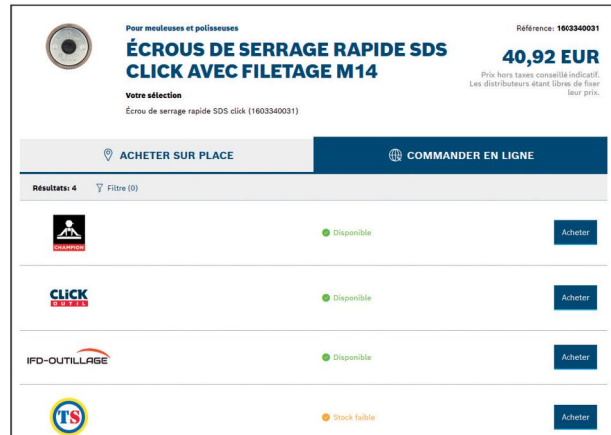 Pour meuleuses et polisseuses
Référence: 1603340031
ÉCROUS DE SERRAGE RAPIDE SDS
CLICK AVEC FILETAGE M14
40,92 EUR
Prix hors taxes conseillé indicatif.
Les distributeurs étant libres de fixer
leur prix.
Votre sélection
Écrou de serrage rapide SDS click (1603340031)
ACHETER SUR PLACE
COMMANDER EN LIGNE
Résultats: 4
Filtre (0)
CHAMPION
Disponible
Acheter
CLiCK
OUTIL
Disponible
Acheter
IFD-OUTILLAGE
Disponible
Acheter
TS
Stock faible
Acheter